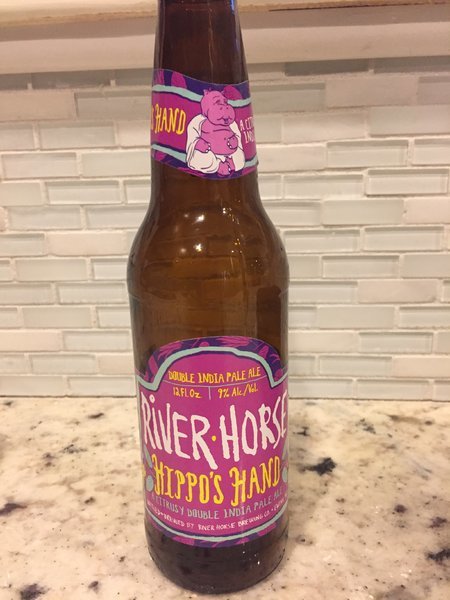 HAND
A CIT
DOUBLE INDIA PALE ALE
12 Fl Oz | 9% Alc./Vol.
RIVER·HORSE
HIPPO'S HAND
A CITRUSY DOUBLE INDIA PALE ALE
BREWED BY RIVER HORSE BREWING CO.